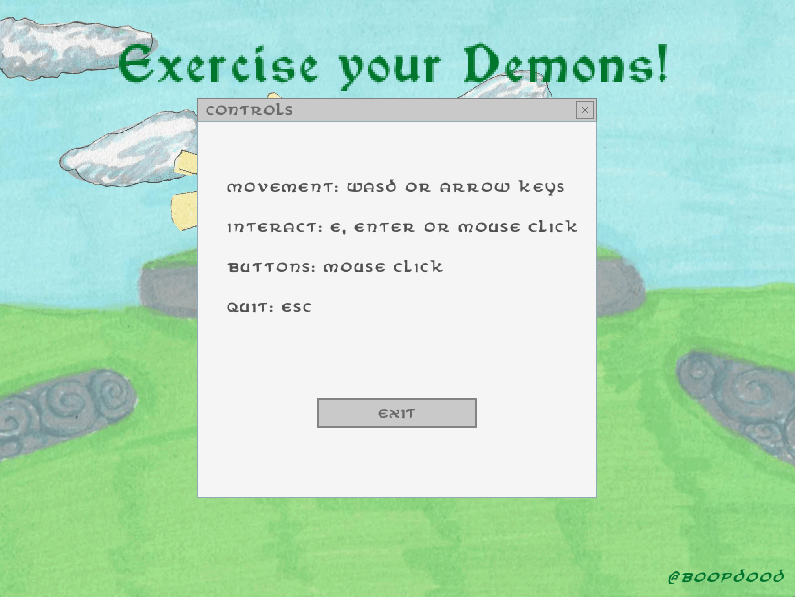 Exercise your Demons!
CONTROLS
MOVEMENT: WASD OR ARROW KEYS
INTERACT: E, ENTER OR MOUSE CLICK
BUTTONS: MOUSE CLICK
QUIT: ESC
EXIT
@BOOPDOOD